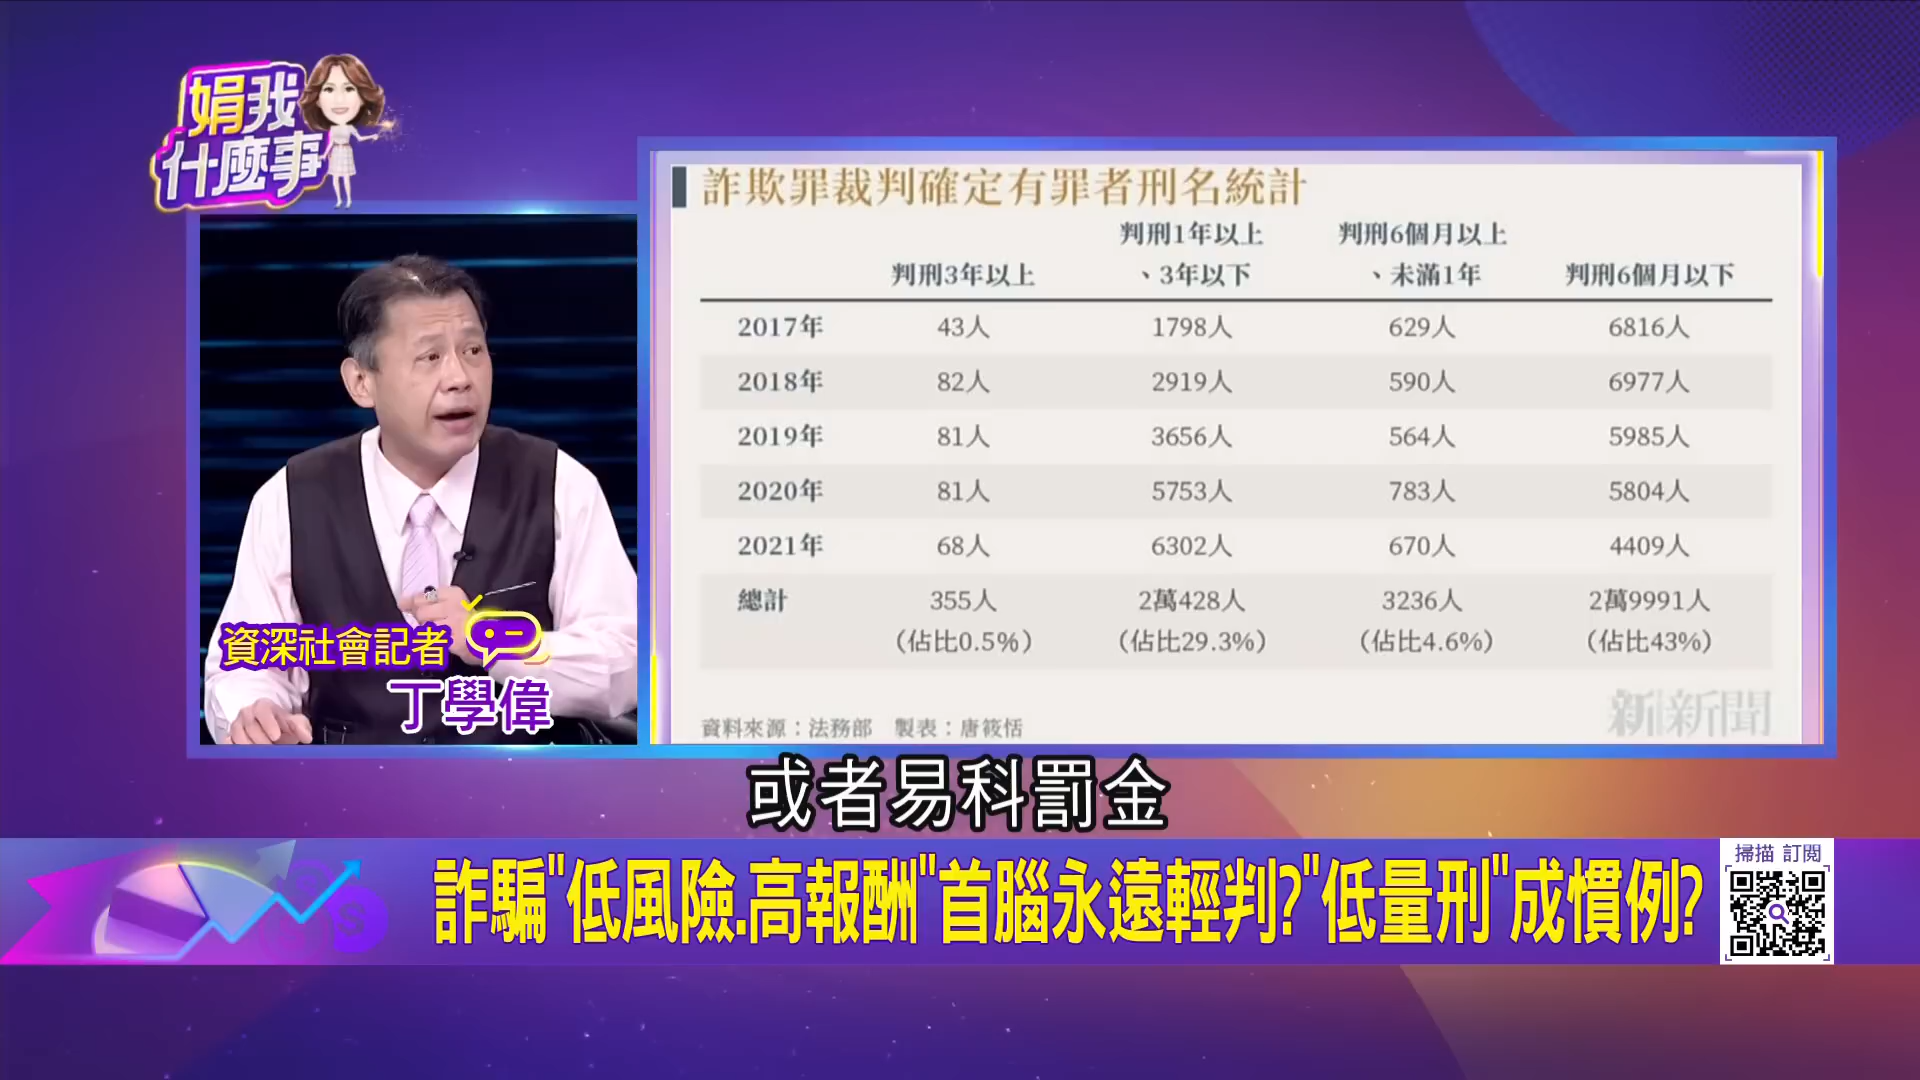 娟我
什麼事
詐欺罪裁判確定有罪者刑名統計
判刑3年以上 判刑1年以上、3年以下 判刑6個月以上、未滿1年 判刑6個月以下
2017年 43人 1798人 629人 6816人
2018年 82人 2919人 590人 6977人
2019年 81人 3656人 564人 5985人
2020年 81人 5753人 783人 5804人
2021年 68人 6302人 670人 4409人
總計 355人 2萬428人 3236人 2萬9991人
(佔比0.5%) (佔比29.3%) (佔比4.6%) (佔比43%)
資料來源：法務部 製表：唐筱恬
新新聞
資深社會記者
丁學偉
或者易科罰金
詐騙"低風險.高報酬"首腦永遠輕判?"低量刑"成慣例?
掃描 訂閱